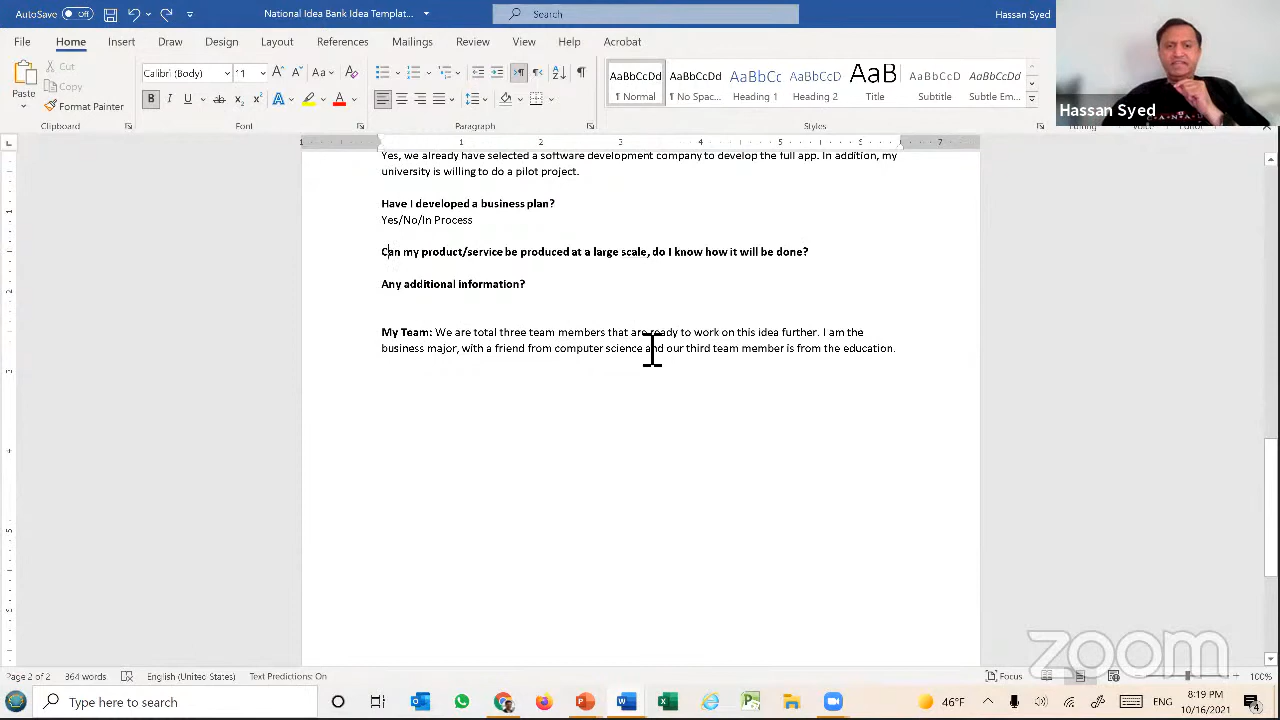 AutoSave Off National Idea Bank Idea Templat... Search Hassan Syed
File Home Insert Draw Design Layout References Mailings Review View Help Acrobat
Cut
Copy
Format Painter
Paste
Calibri (Body) 11
Clipboard Font Paragraph Styles
AaBbCcDd AaBbCcDd AaBbCc AaBbCcD AaB AaBbCcD AaBbCcDd
¶ Normal ¶ No Spac... Heading 1 Heading 2 Title Subtitle Subtle Em...
Hassan Syed
Yes, we already have selected a software development company to develop the full app. In addition, my
university is willing to do a pilot project.
Have I developed a business plan?
Yes/No/In Process
Can my product/service be produced at a large scale, do I know how it will be done?
Any additional information?
My Team: We are total three team members that are ready to work on this idea further. I am the
business major, with a friend from computer science and our third team member is from the education.
zoom
Page 2 of 2 364 words English (United States) Text Predictions: On Focus 100%
Type here to search 46°F ENG 8:19 PM
10/16/2021